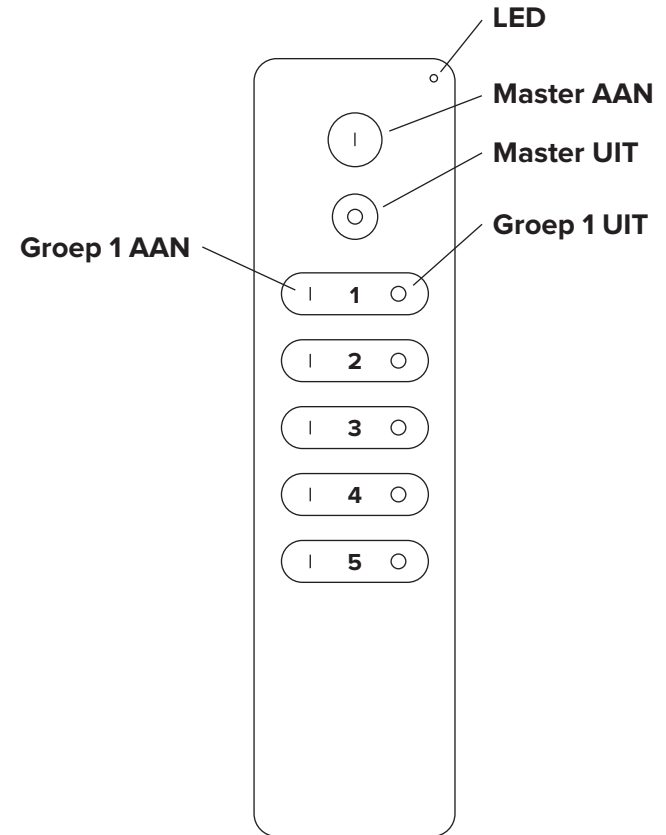 LED
Master AAN
Master UIT
Groep 1 UIT
Groep 1 AAN
1
2
3
4
5